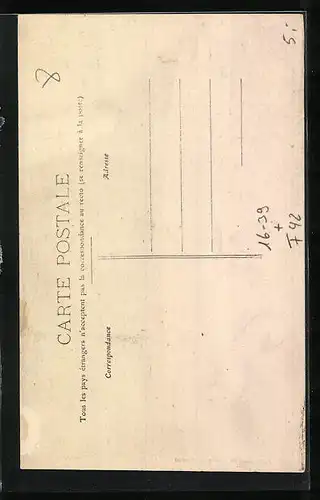 CARTE POSTALE
Tous les pays étrangers n'acceptent pas la correspondance au recto (se renseigner à la poste)
Correspondance
Adresse
8
5,-
16-39
+
F42